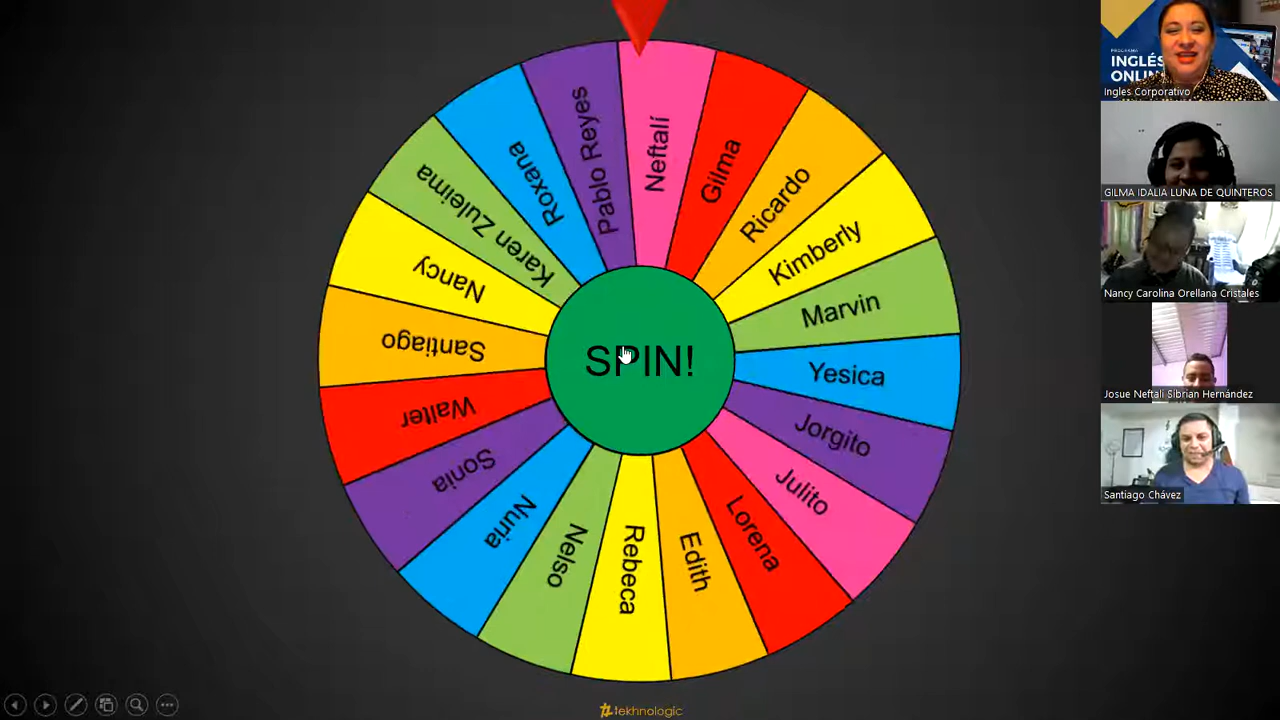 Neftalí
Gilma
Ricardo
Kimberly
Marvin
Yesica
Jorgito
Julito
Lorena
Edith
Rebeca
Nelso
Nuria
Sonia
Walter
Santiago
Nancy
Karen Zuleima
Roxana
Pablo Reyes
SPIN!
tekhnologic
PROGRAMA
INGLÉS
ONLIN
Ingles Corporativo
GILMA IDALIA LUNA DE QUINTEROS
Nancy Carolina Orellana Cristales
Josue Neftali Sibrian Hernández
Santiago Chávez